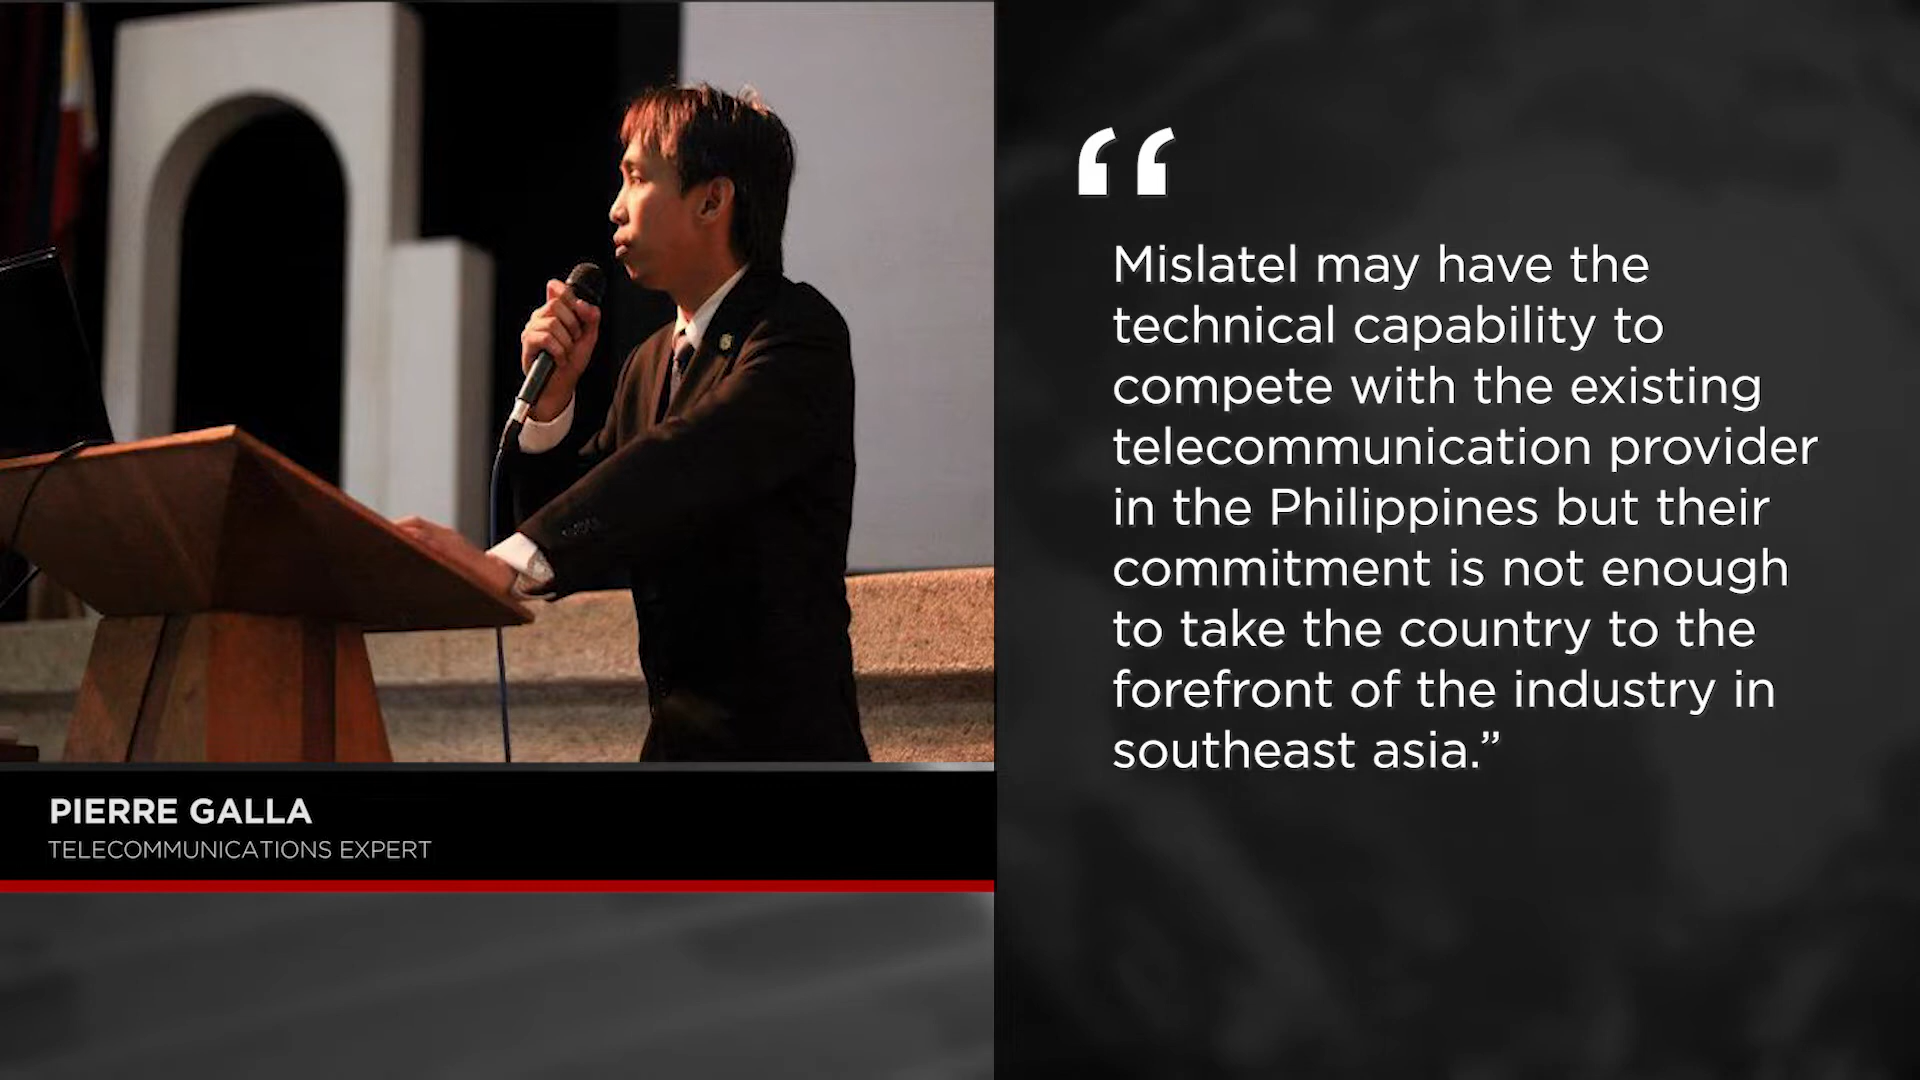 “
Mislatel may have the
technical capability to
compete with the existing
telecommunication provider
in the Philippines but their
commitment is not enough
to take the country to the
forefront of the industry in
southeast asia.”
PIERRE GALLA
TELECOMMUNICATIONS EXPERT